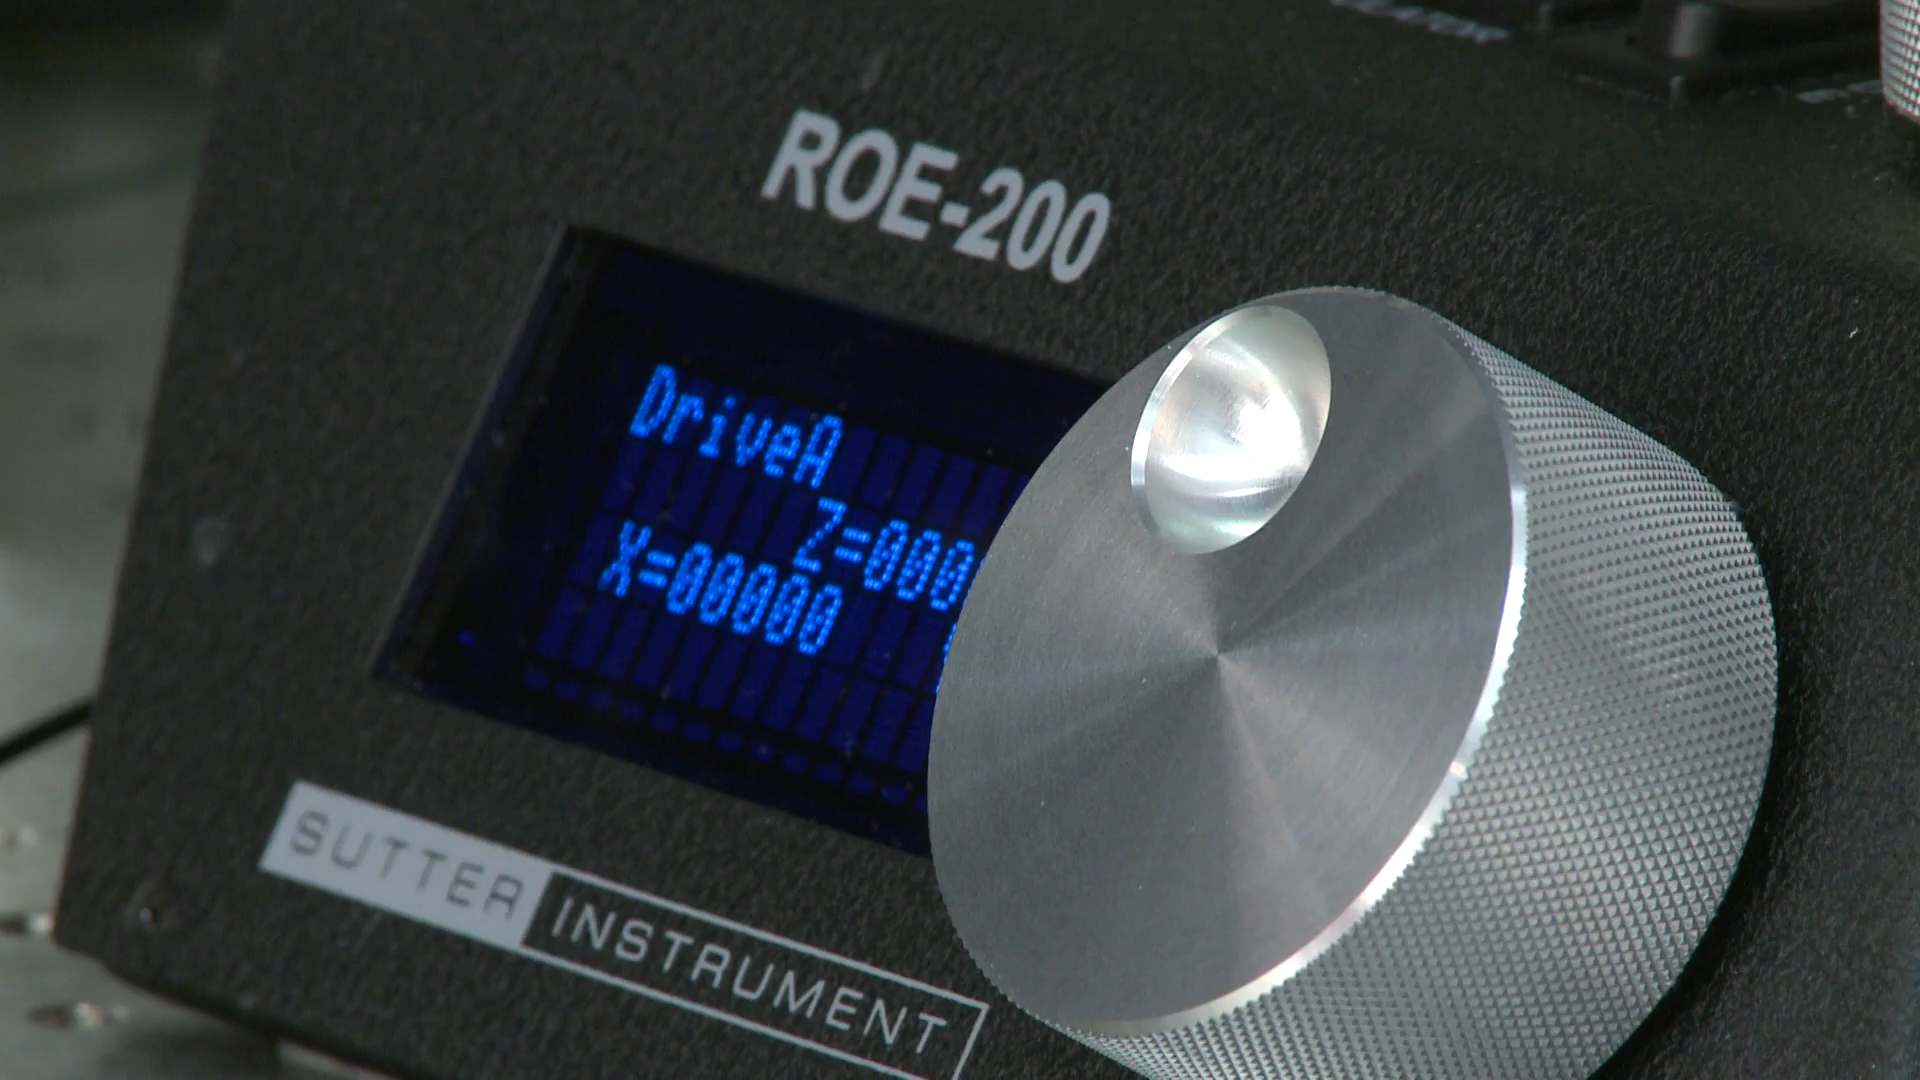 ROE-200
DriveA
Z=000
X=00000
SUTTER INSTRUMENT